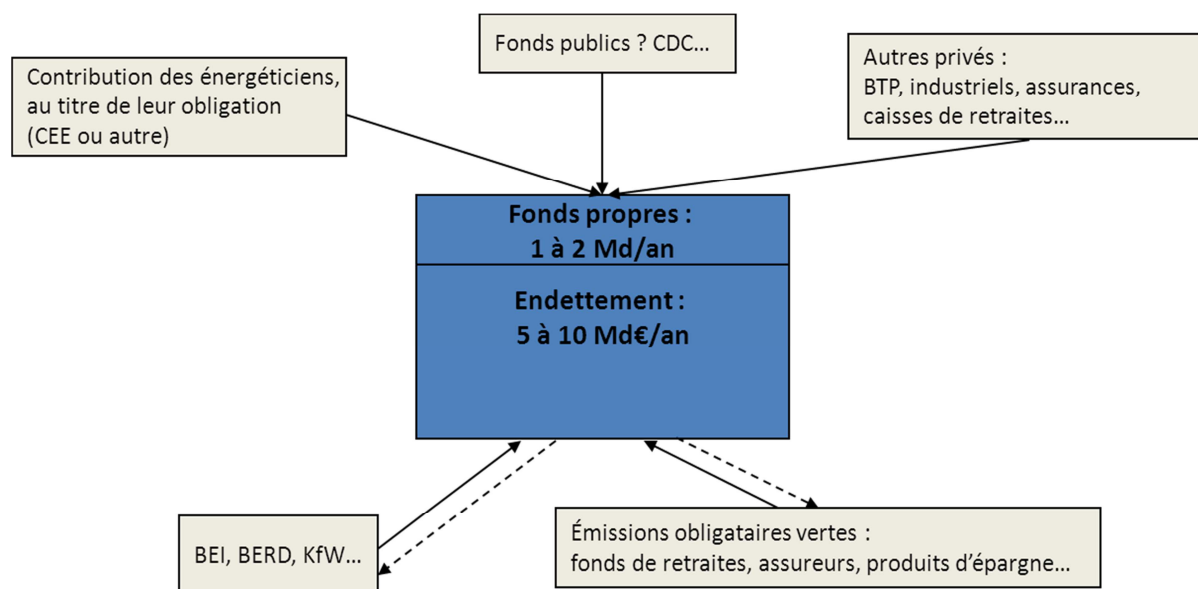 Fonds publics ? CDC…
Contribution des énergéticiens,
au titre de leur obligation
(CEE ou autre)
Autres privés :
BTP, industriels, assurances,
caisses de retraites…
Fonds propres :
1 à 2 Md/an
Endettement :
5 à 10 Md€/an
BEI, BERD, KfW…
Émissions obligataires vertes :
fonds de retraites, assureurs, produits d’épargne…